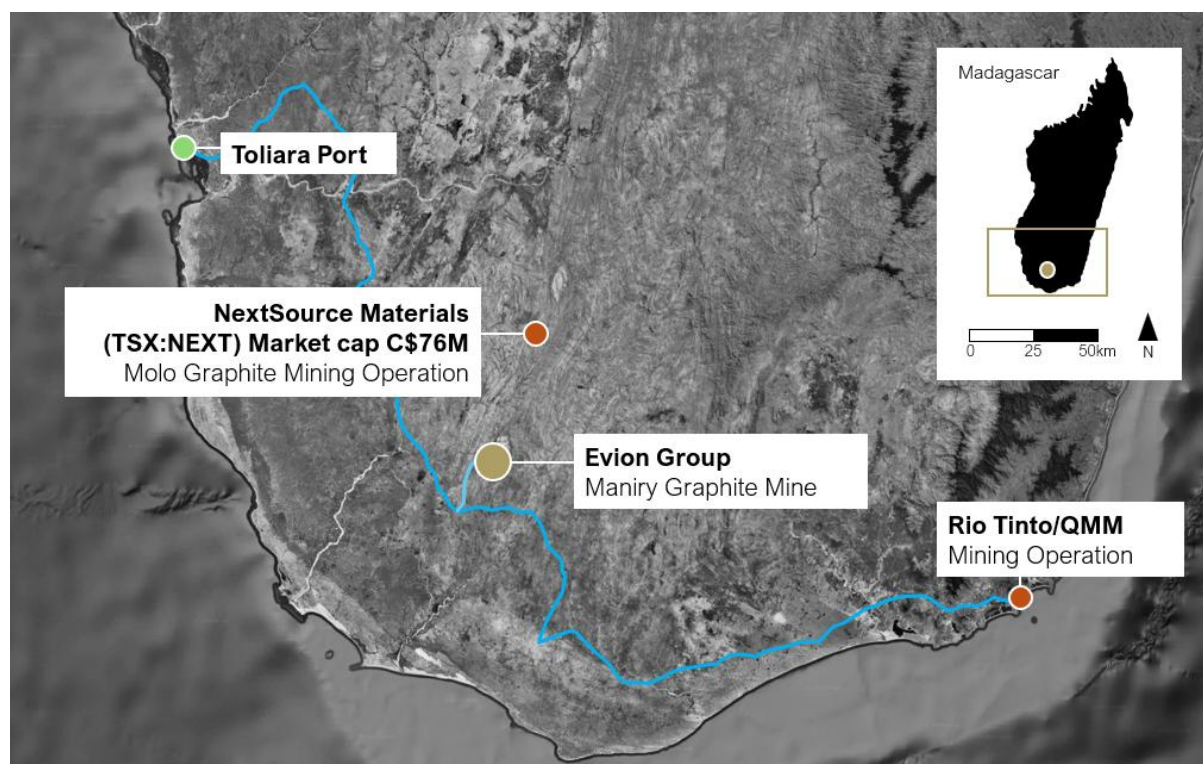 Toliara Port
NextSource Materials
(TSX:NEXT) Market cap C$76M
Molo Graphite Mining Operation
Evion Group
Maniry Graphite Mine
Rio Tinto/QMM
Mining Operation
Madagascar
0 25 50km
N